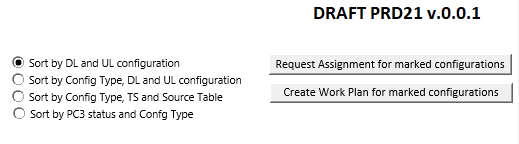 DRAFT PRD21 v.0.0.1
Sort by DL and UL configuration
Request Assignment for marked configurations
Sort by Config Type, DL and UL configuration
Sort by Config Type, TS and Source Table
Create Work Plan for marked configurations
Sort by PC3 status and Confg Type